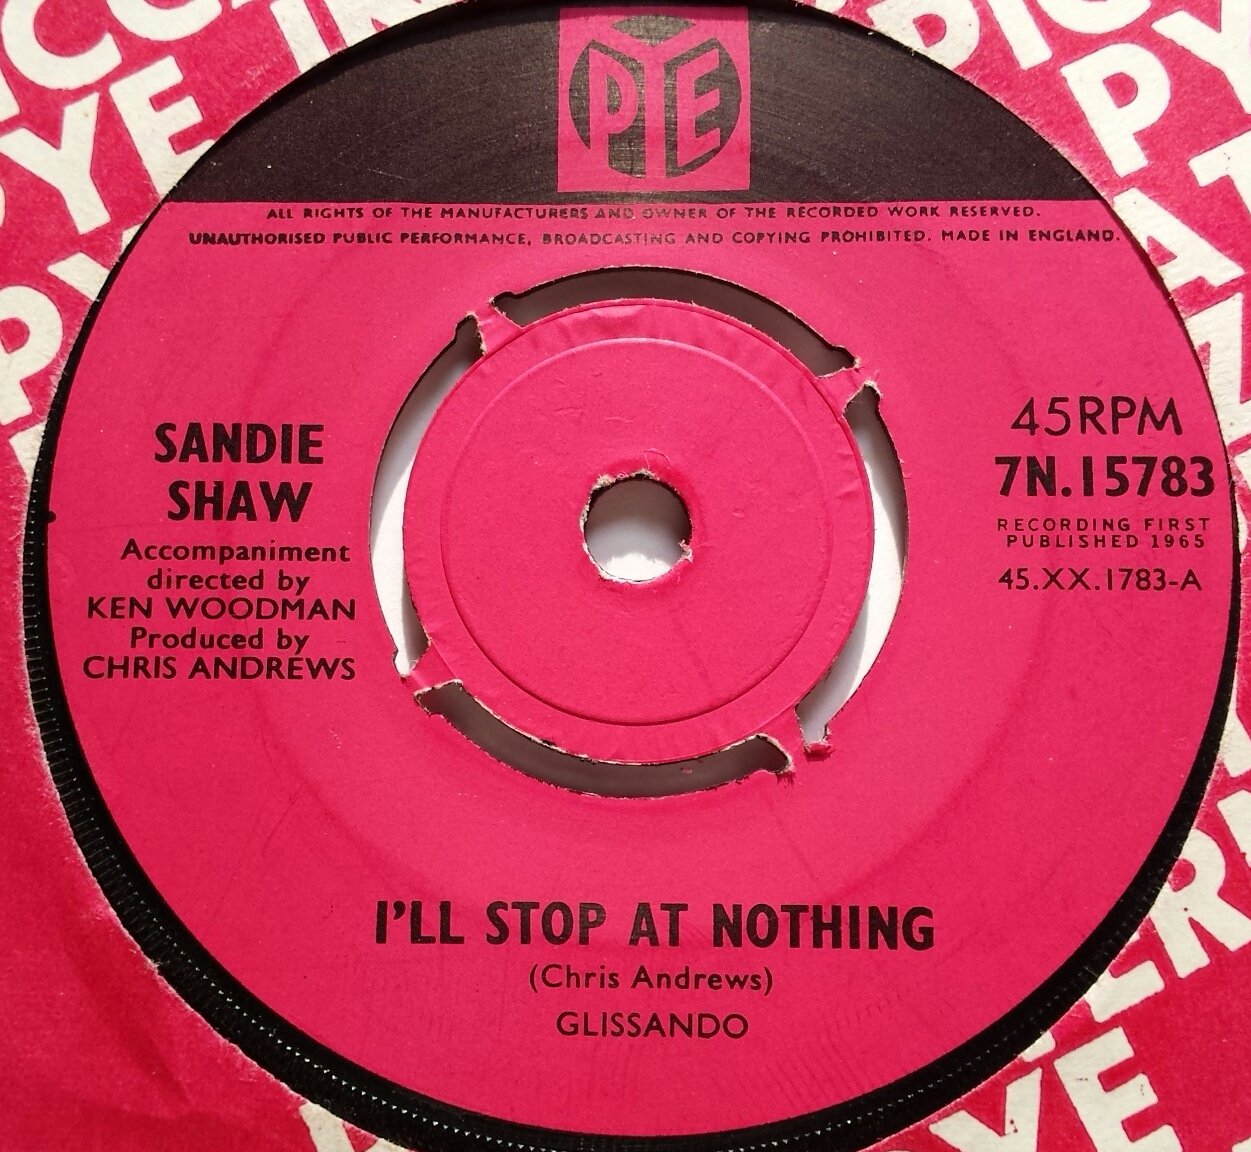 PYE
ALL RIGHTS OF THE MANUFACTURERS AND OWNER OF THE RECORDED WORK RESERVED.
UNAUTHORISED PUBLIC PERFORMANCE, BROADCASTING AND COPYING PROHIBITED. MADE IN ENGLAND.
SANDIE
SHAW
Accompaniment
directed by
KEN WOODMAN
Produced by
CHRIS ANDREWS
45RPM
7N.15783
RECORDING FIRST
PUBLISHED 1965
45.XX.1783-A
I'LL STOP AT NOTHING
(Chris Andrews)
GLISSANDO
PYE